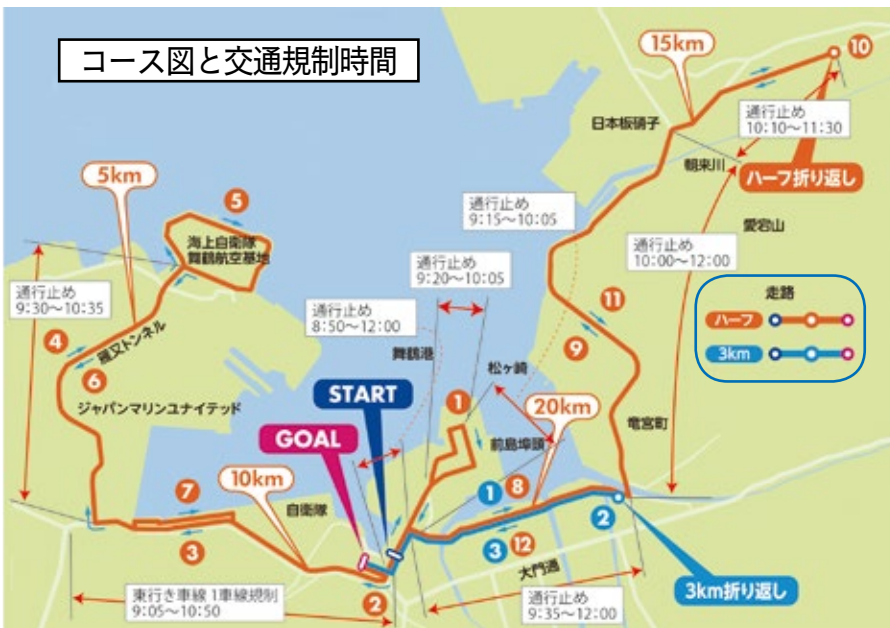 コース図と交通規制時間
15km
10
日本板硝子
通行止め
10:10〜11:30
朝来川
ハーフ折り返し
5km
5
海上自衛隊
舞鶴航空基地
通行止め
9:15〜10:05
愛宕山
通行止め
9:20〜10:05
通行止め
10:00〜12:00
通行止め
9:30〜10:35
走路
ハーフ
3km
11
通行止め
8:50〜12:00
4
雁又トンネル
舞鶴港
9
6
松ヶ崎
START
1
ジャパンマリンユナイテッド
20km
竜宮町
GOAL
前島埠頭
10km
7
自衛隊
1
8
2
3
3
12
大門通
2
3km折り返し
東行き車線 1車線規制
9:05〜10:50
通行止め
9:35〜12:00